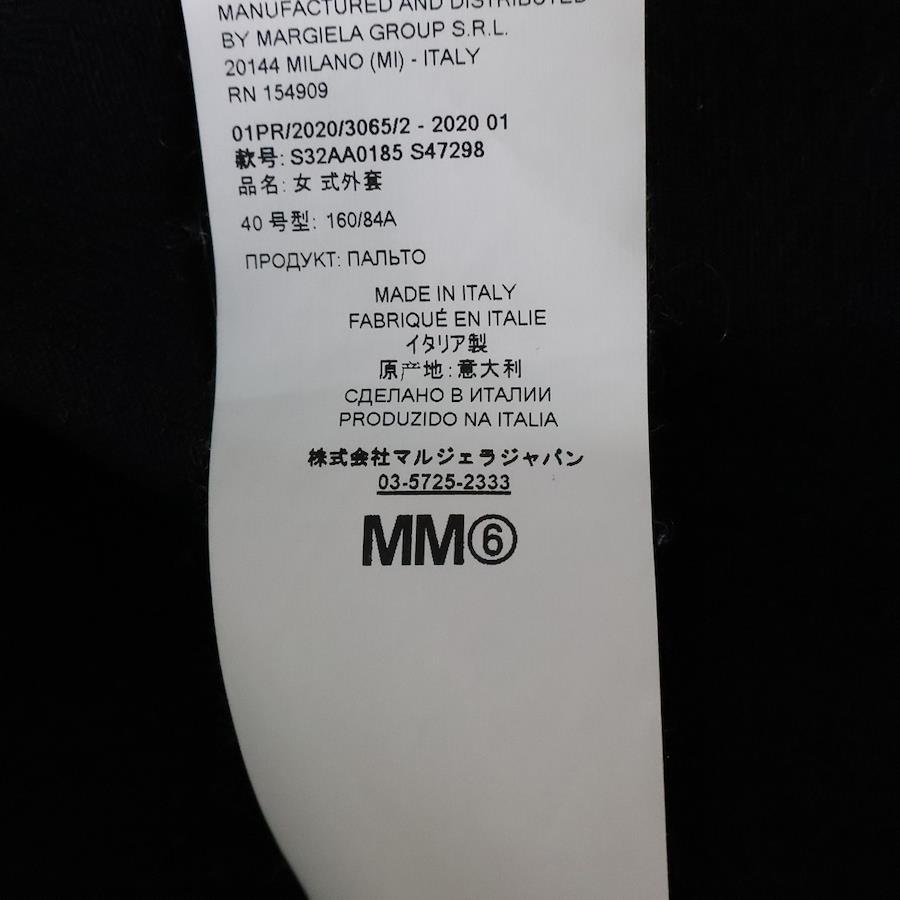 MANUFACTURED AND DISTRIBUTED
BY MARGIELA GROUP S.R.L.
20144 MILANO (MI) - ITALY
RN 154909
01PR/2020/3065/2 - 2020 01
款号: S32AA0185 S47298
品名: 女 式外套
40 号型: 160/84A
ПРОДУКТ: ПАЛЬТО
MADE IN ITALY
FABRIQUÉ EN ITALIE
イタリア製
原产地:意大利
СДЕЛАНО В ИТАЛИИ
PRODUZIDO NA ITALIA
株式会社マルジェラジャパン
03-5725-2333
MM⑥